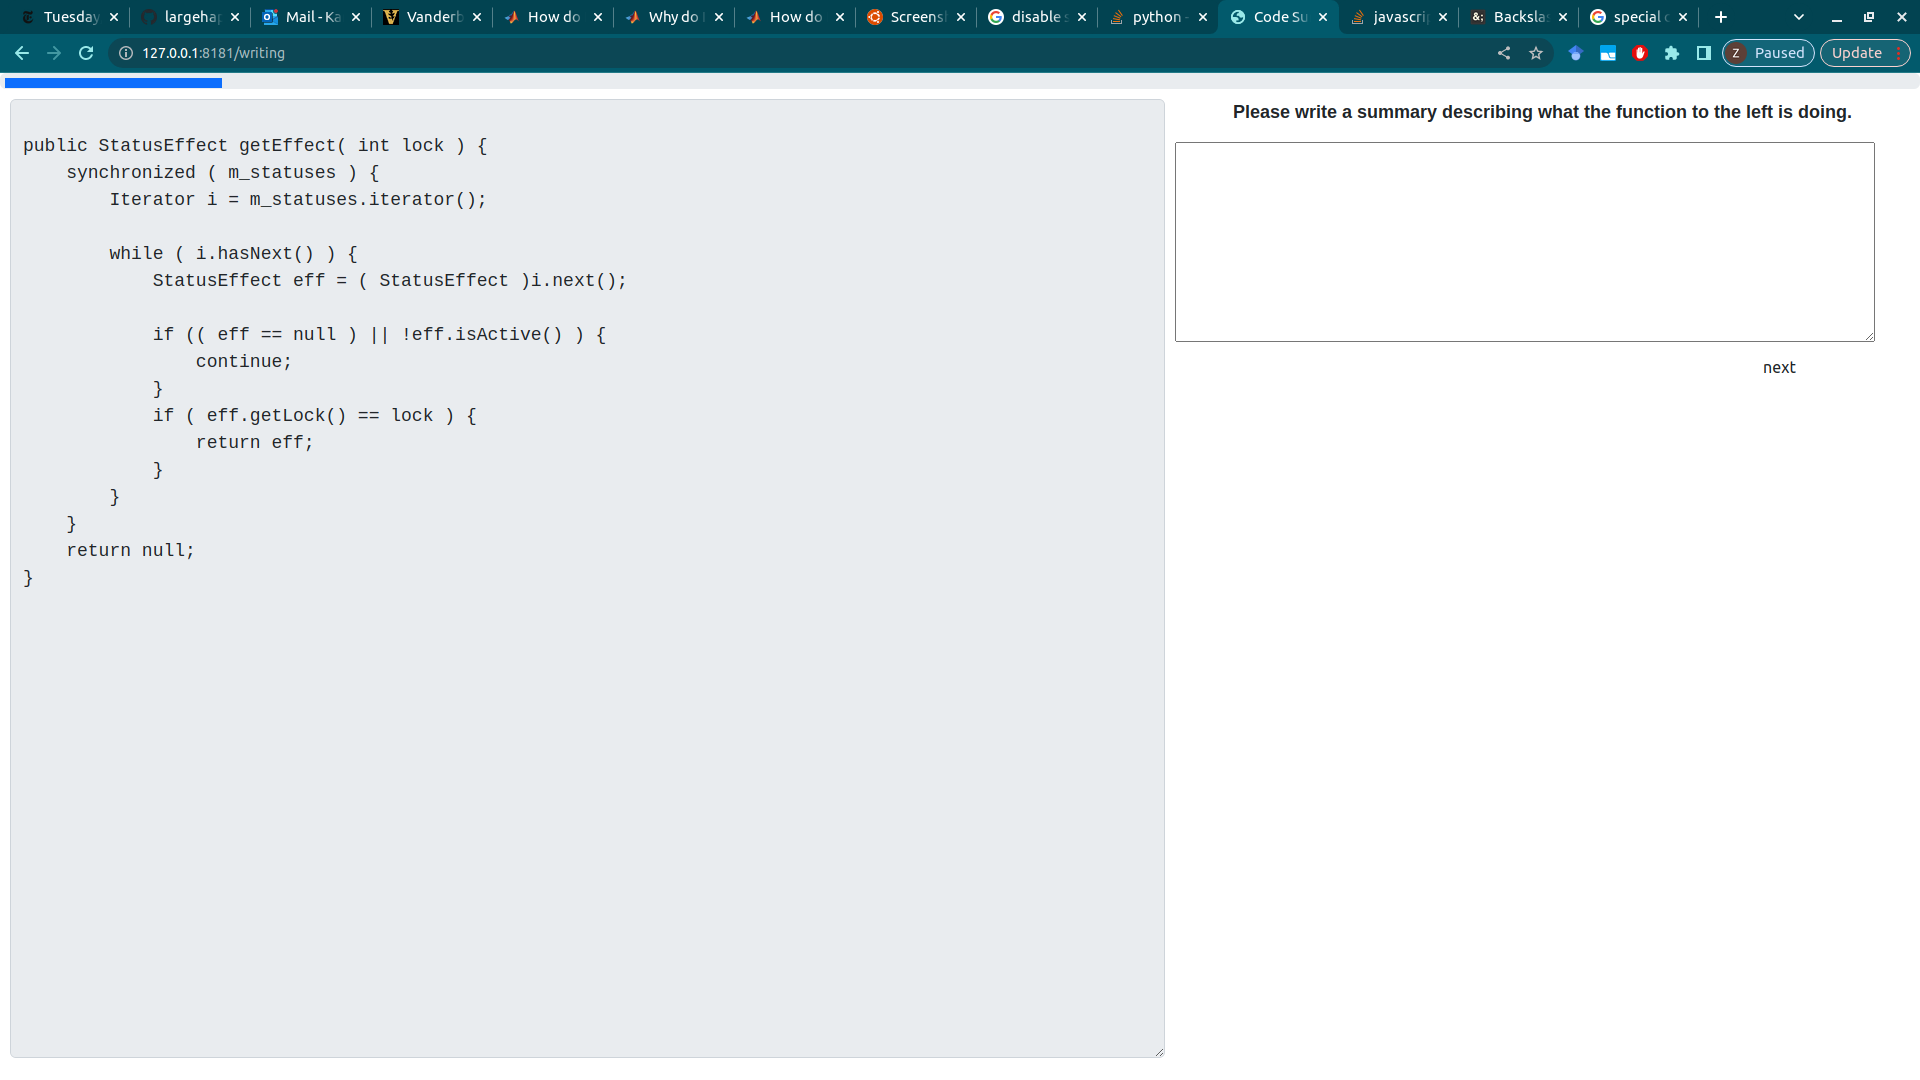 Tuesday
largehap
Mail - Ka
Vanderb
How do
Why do
How do
Screens
disable s
python -
Code Su
javascrip
Backslas
special c
127.0.0.1:8181/writing
Z Paused
Update
public StatusEffect getEffect( int lock ) {
    synchronized ( m_statuses ) {
        Iterator i = m_statuses.iterator();
        while ( i.hasNext() ) {
            StatusEffect eff = ( StatusEffect )i.next();
            if (( eff == null ) || !eff.isActive() ) {
                continue;
            }
            if ( eff.getLock() == lock ) {
                return eff;
            }
        }
    }
    return null;
}
Please write a summary describing what the function to the left is doing.
next